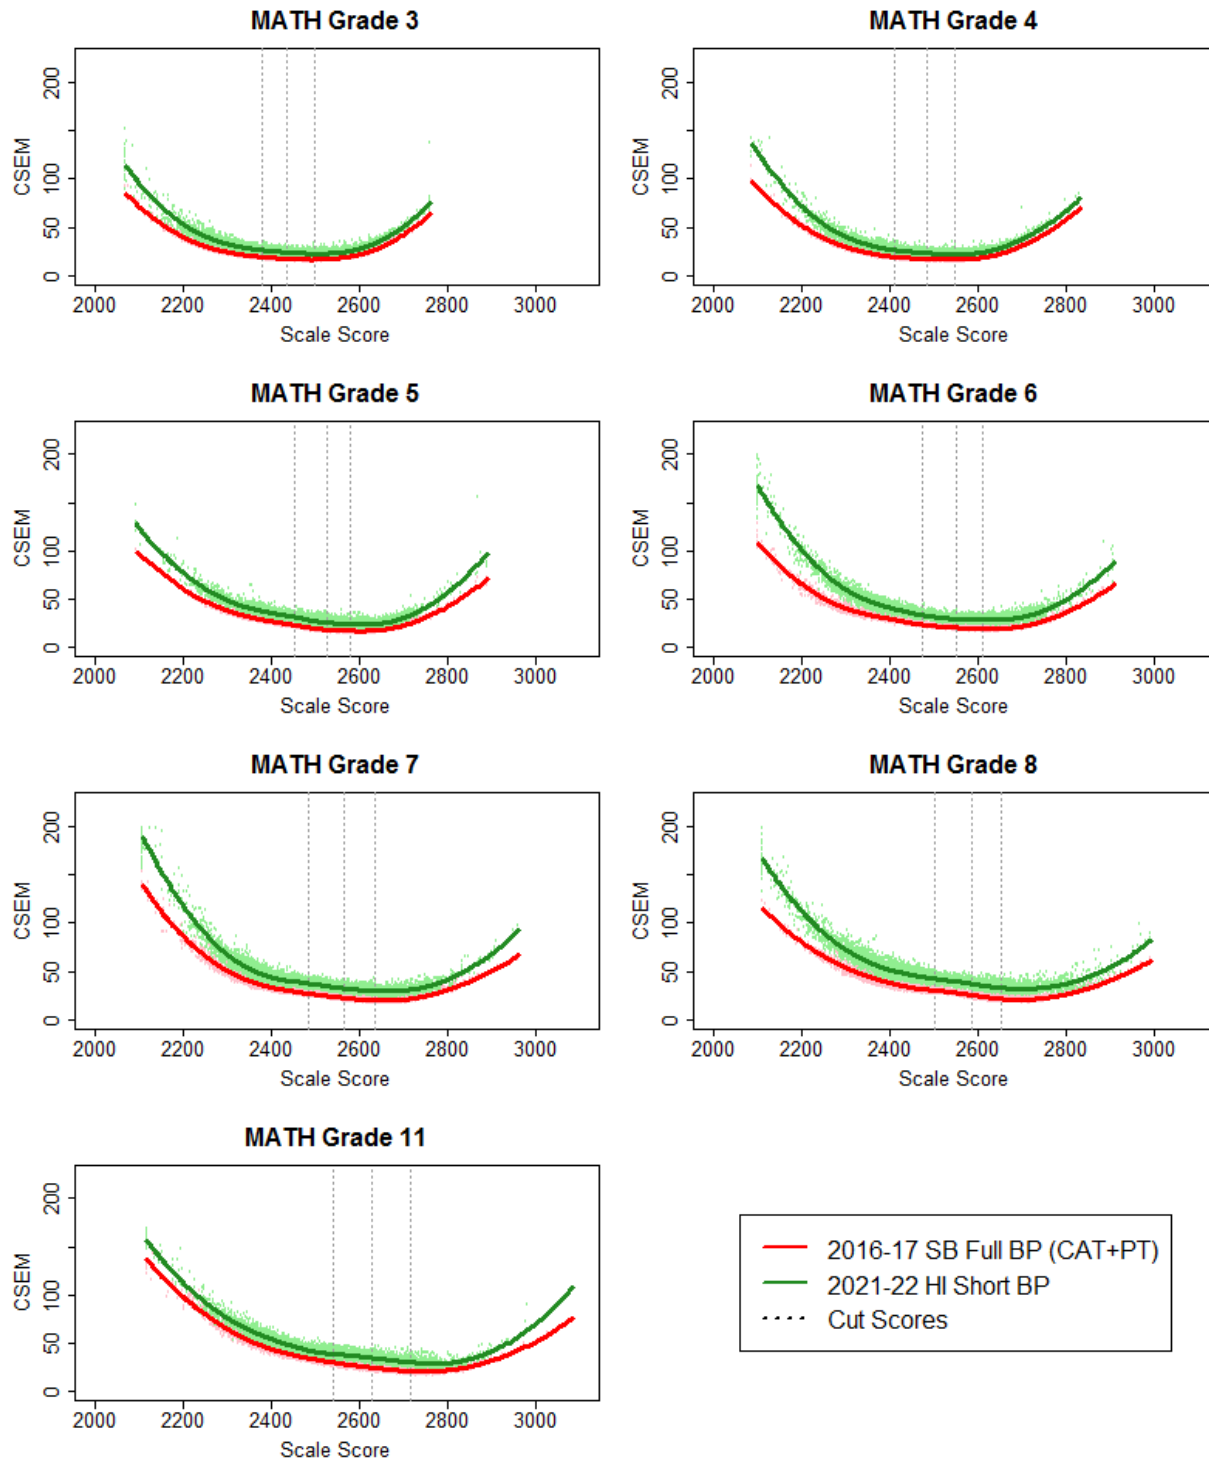 MATH Grade 3
CSEM
0 50 100 200
2000 2200 2400 2600 2800 3000
Scale Score
MATH Grade 4
CSEM
0 50 100 200
2000 2200 2400 2600 2800 3000
Scale Score
MATH Grade 5
CSEM
0 50 100 200
2000 2200 2400 2600 2800 3000
Scale Score
MATH Grade 6
CSEM
0 50 100 200
2000 2200 2400 2600 2800 3000
Scale Score
MATH Grade 7
CSEM
0 50 100 200
2000 2200 2400 2600 2800 3000
Scale Score
MATH Grade 8
CSEM
0 50 100 200
2000 2200 2400 2600 2800 3000
Scale Score
MATH Grade 11
CSEM
0 50 100 200
2000 2200 2400 2600 2800 3000
Scale Score
2016-17 SB Full BP (CAT+PT)
2021-22 HI Short BP
Cut Scores